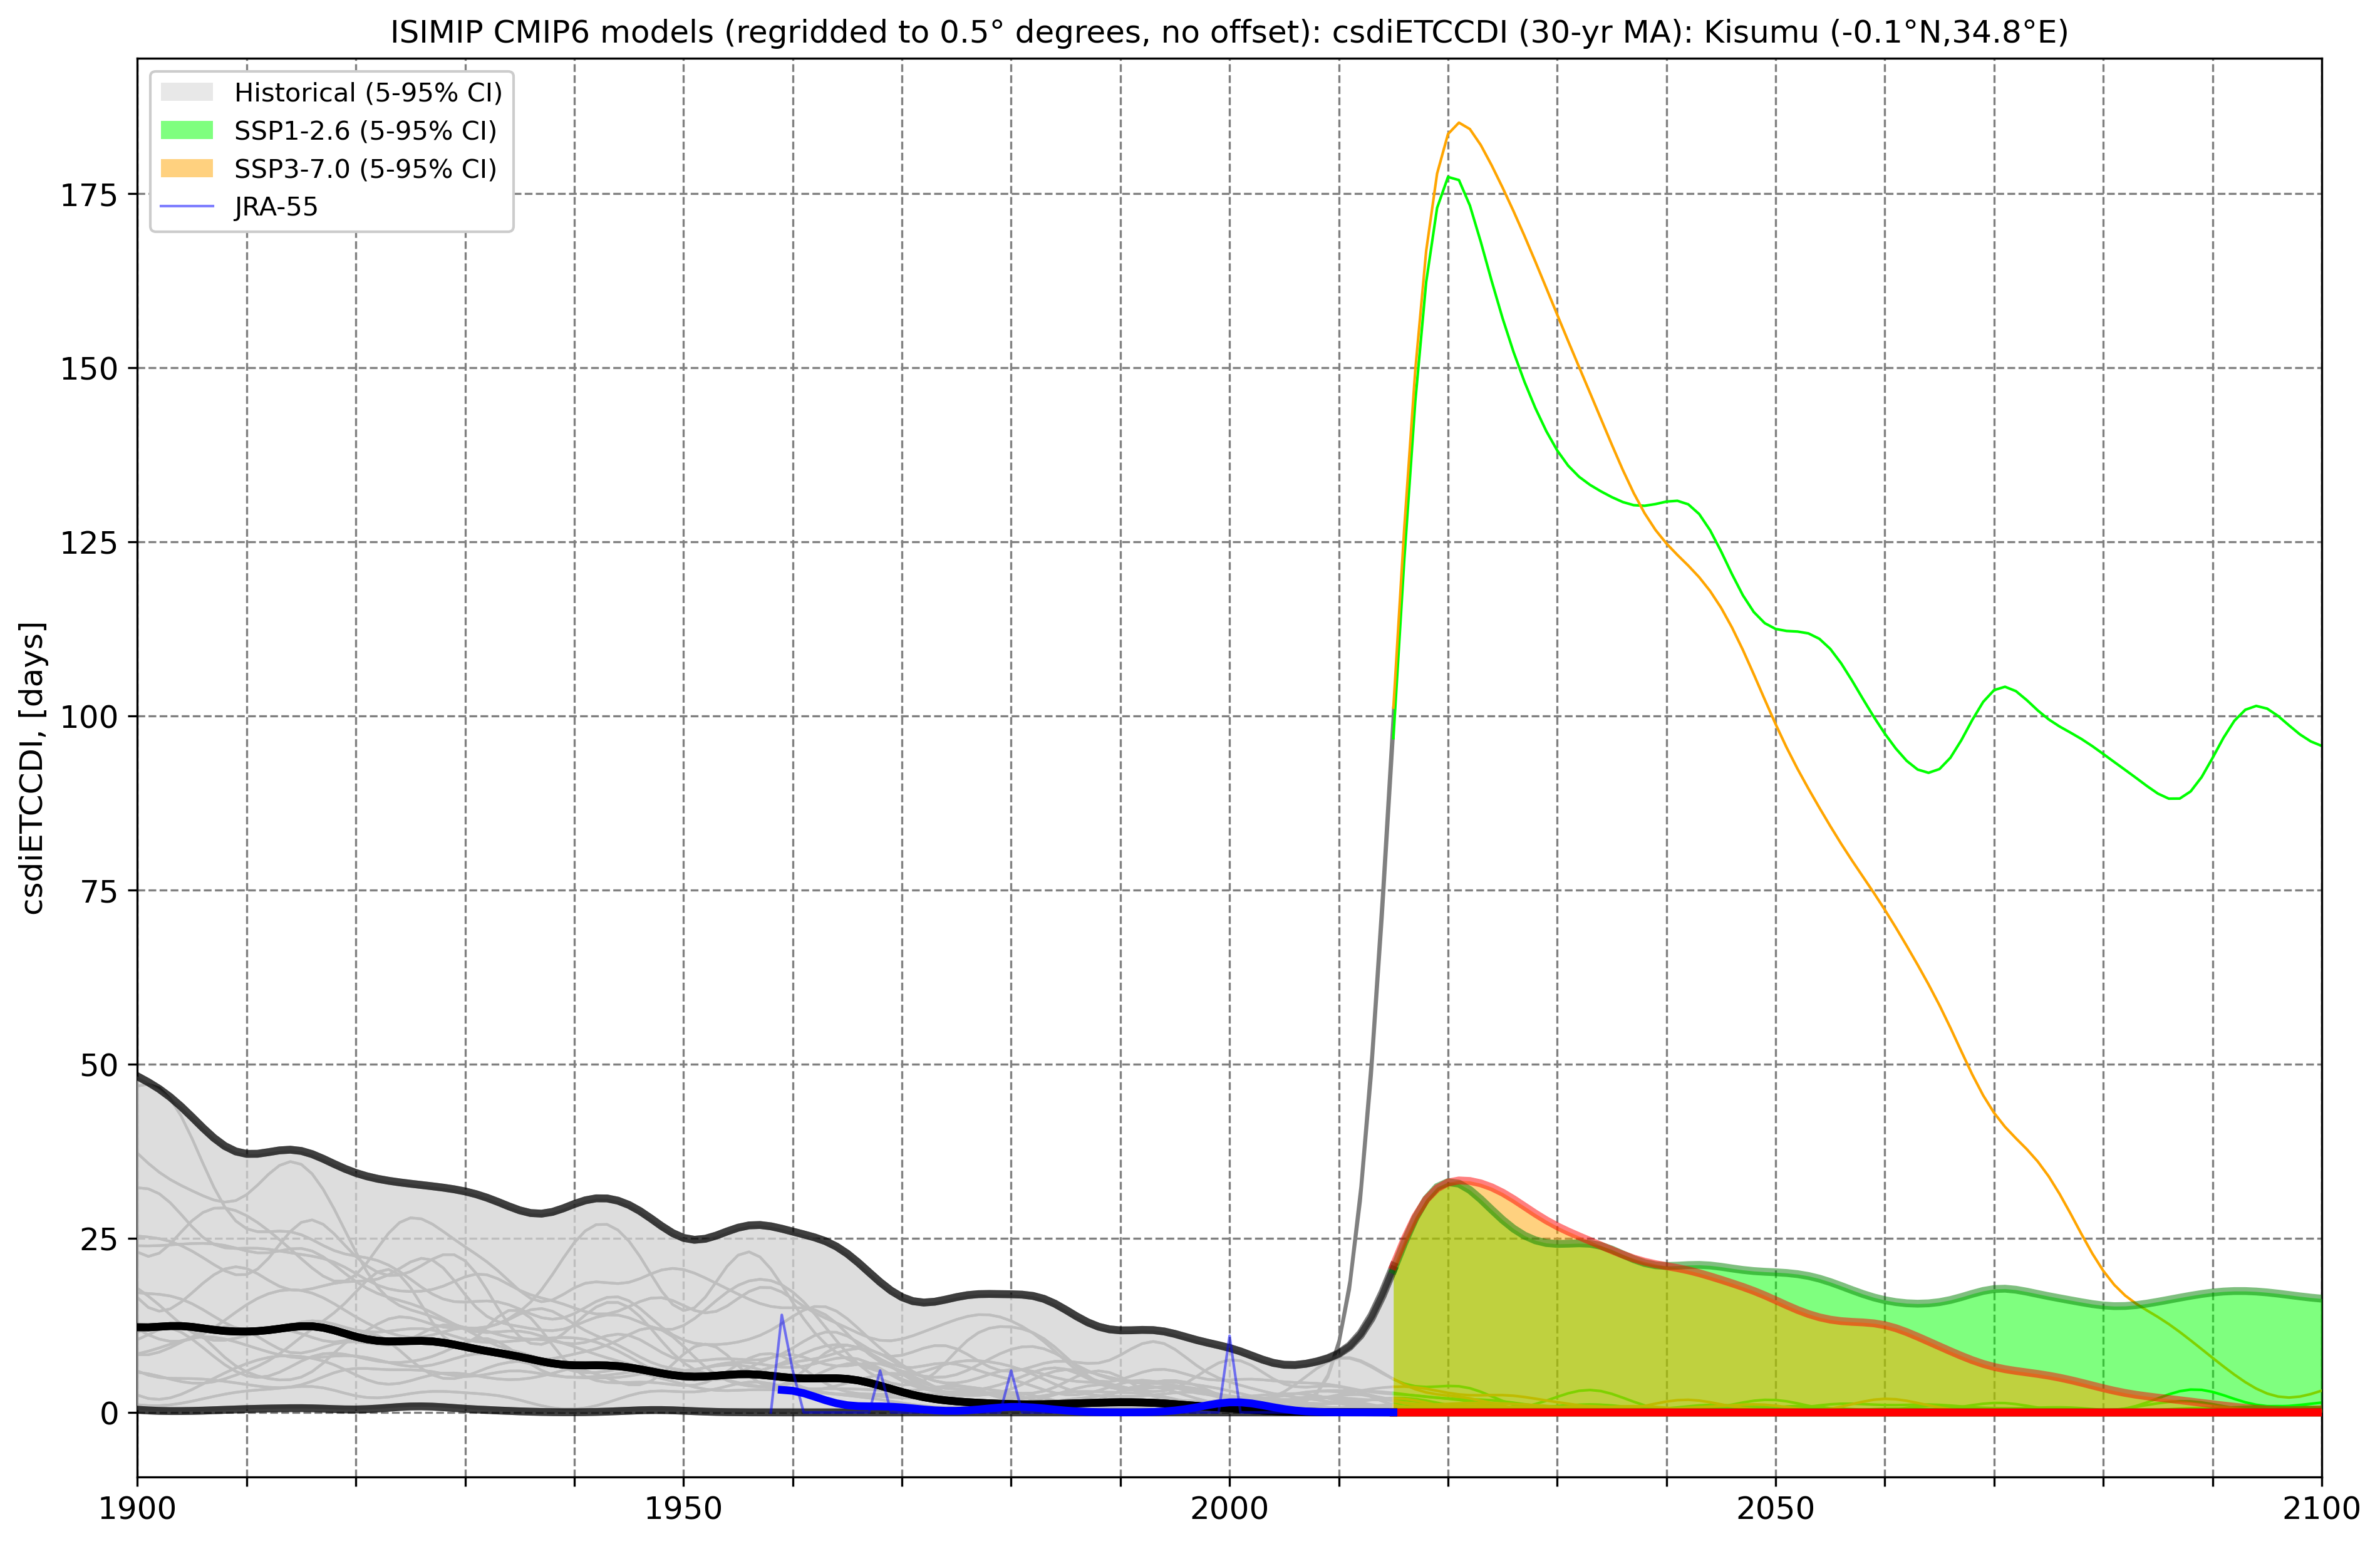 ISIMIP CMIP6 models (regridded to 0.5° degrees, no offset): csdiETCCDI (30-yr MA): Kisumu (-0.1°N,34.8°E)
Historical (5-95% CI)
SSP1-2.6 (5-95% CI)
SSP3-7.0 (5-95% CI)
JRA-55
csdiETCCDI, [days]
175
150
125
100
75
50
25
0
1900
1950
2000
2050
2100